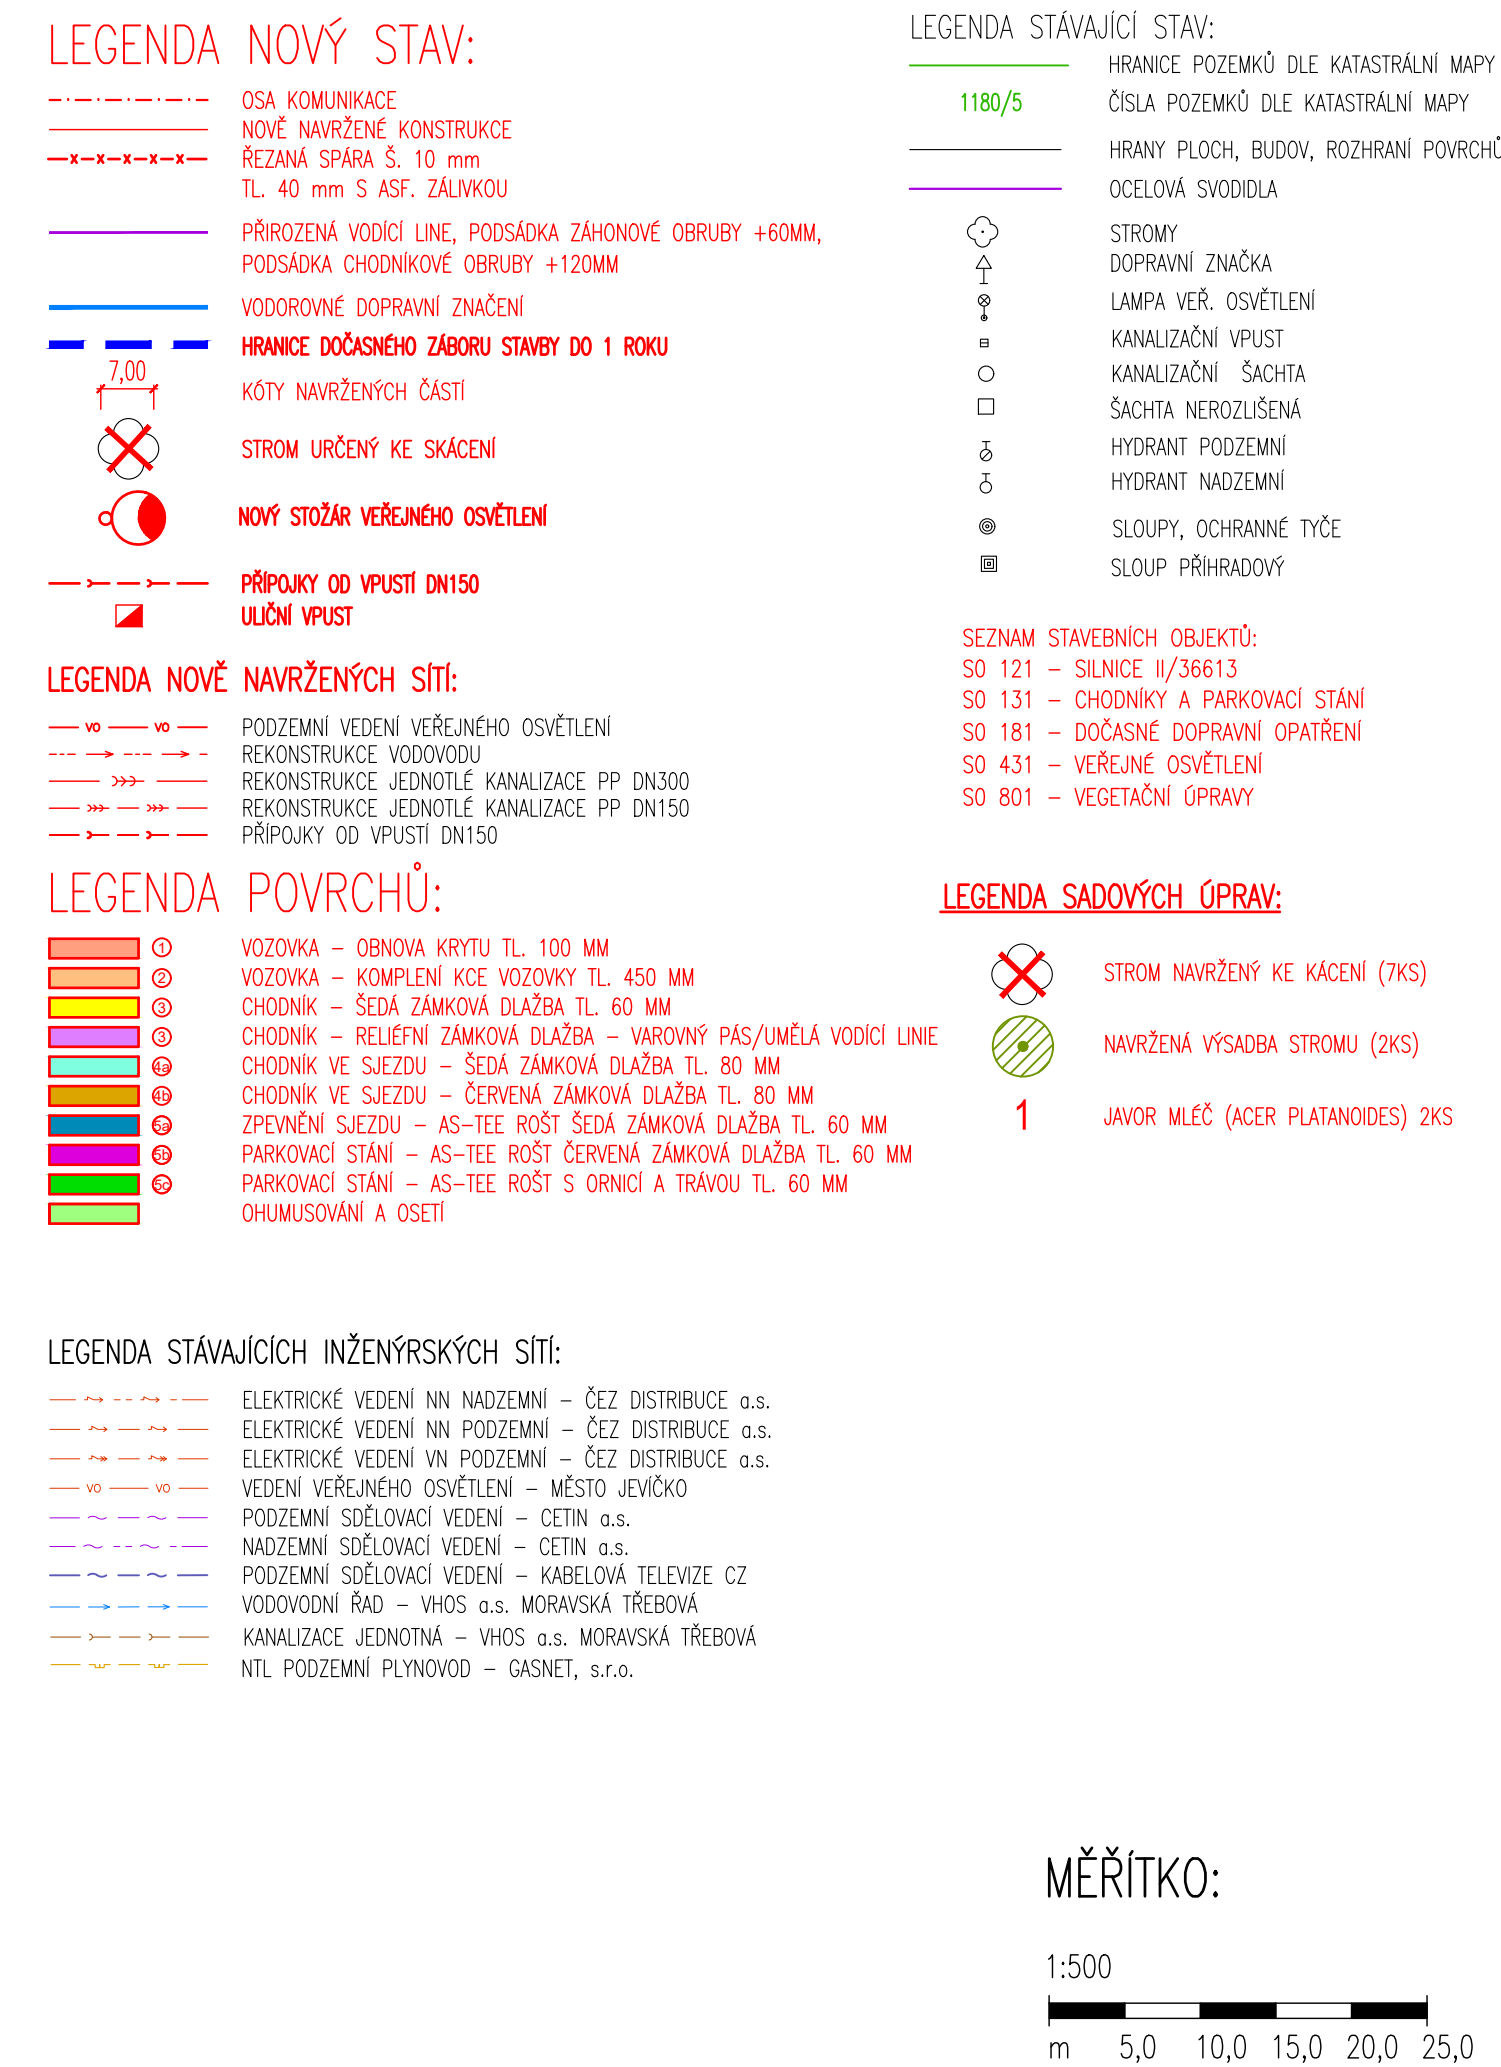 LEGENDA NOVÝ STAV:
OSA KOMUNIKACE
NOVĚ NAVRŽENÉ KONSTRUKCE
ŘEZANÁ SPÁRA Š. 10 mm
TL. 40 mm S ASF. ZÁLIVKOU
PŘIROZENÁ VODÍCÍ LINE, PODSÁDKA ZÁHONOVÉ OBRUBY +60MM,
PODSÁDKA CHODNÍKOVÉ OBRUBY +120MM
VODOROVNÉ DOPRAVNÍ ZNAČENÍ
HRANICE DOČASNÉHO ZÁBORU STAVBY DO 1 ROKU
7,00
KÓTY NAVRŽENÝCH ČÁSTÍ
STROM URČENÝ KE SKÁCENÍ
NOVÝ STOŽÁR VEŘEJNÉHO OSVĚTLENÍ
PŘÍPOJKY OD VPUSTÍ DN150
ULIČNÍ VPUST
LEGENDA NOVĚ NAVRŽENÝCH SÍTÍ:
VO VO PODZEMNÍ VEDENÍ VEŘEJNÉHO OSVĚTLENÍ
REKONSTRUKCE VODOVODU
REKONSTRUKCE JEDNOTLÉ KANALIZACE PP DN300
REKONSTRUKCE JEDNOTLÉ KANALIZACE PP DN150
PŘÍPOJKY OD VPUSTÍ DN150
LEGENDA POVRCHŮ:
1 VOZOVKA – OBNOVA KRYTU TL. 100 MM
2 VOZOVKA – KOMPLENÍ KCE VOZOVKY TL. 450 MM
3 CHODNÍK – ŠEDÁ ZÁMKOVÁ DLAŽBA TL. 60 MM
3 CHODNÍK – RELIÉFNÍ ZÁMKOVÁ DLAŽBA – VAROVNÝ PÁS/UMĚLÁ VODÍCÍ LINIE
4a CHODNÍK VE SJEZDU – ŠEDÁ ZÁMKOVÁ DLAŽBA TL. 80 MM
4b CHODNÍK VE SJEZDU – ČERVENÁ ZÁMKOVÁ DLAŽBA TL. 80 MM
5a ZPEVNĚNÍ SJEZDU – AS–TEE ROŠT ŠEDÁ ZÁMKOVÁ DLAŽBA TL. 60 MM
5b PARKOVACÍ STÁNÍ – AS–TEE ROŠT ČERVENÁ ZÁMKOVÁ DLAŽBA TL. 60 MM
5c PARKOVACÍ STÁNÍ – AS–TEE ROŠT S ORNICÍ A TRÁVOU TL. 60 MM
OHUMUSOVÁNÍ A OSETÍ
LEGENDA STÁVAJÍCÍCH INŽENÝRSKÝCH SÍTÍ:
ELEKTRICKÉ VEDENÍ NN NADZEMNÍ – ČEZ DISTRIBUCE a.s.
ELEKTRICKÉ VEDENÍ NN PODZEMNÍ – ČEZ DISTRIBUCE a.s.
ELEKTRICKÉ VEDENÍ VN PODZEMNÍ – ČEZ DISTRIBUCE a.s.
VO VO VEDENÍ VEŘEJNÉHO OSVĚTLENÍ – MĚSTO JEVÍČKO
PODZEMNÍ SDĚLOVACÍ VEDENÍ – CETIN a.s.
NADZEMNÍ SDĚLOVACÍ VEDENÍ – CETIN a.s.
PODZEMNÍ SDĚLOVACÍ VEDENÍ – KABELOVÁ TELEVIZE CZ
VODOVODNÍ ŘAD – VHOS a.s. MORAVSKÁ TŘEBOVÁ
KANALIZACE JEDNOTNÁ – VHOS a.s. MORAVSKÁ TŘEBOVÁ
NTL PODZEMNÍ PLYNOVOD – GASNET, s.r.o.
LEGENDA STÁVAJÍCÍ STAV:
HRANICE POZEMKŮ DLE KATASTRÁLNÍ MAPY
1180/5 ČÍSLA POZEMKŮ DLE KATASTRÁLNÍ MAPY
HRANY PLOCH, BUDOV, ROZHRANÍ POVRCHŮ
OCELOVÁ SVODIDLA
STROMY
DOPRAVNÍ ZNAČKA
LAMPA VEŘ. OSVĚTLENÍ
KANALIZAČNÍ VPUST
KANALIZAČNÍ ŠACHTA
ŠACHTA NEROZLIŠENÁ
HYDRANT PODZEMNÍ
HYDRANT NADZEMNÍ
SLOUPY, OCHRANNÉ TYČE
SLOUP PŘÍHRADOVÝ
SEZNAM STAVEBNÍCH OBJEKTŮ:
SO 121 – SILNICE II/36613
SO 131 – CHODNÍKY A PARKOVACÍ STÁNÍ
SO 181 – DOČASNÉ DOPRAVNÍ OPATŘENÍ
SO 431 – VEŘEJNÉ OSVĚTLENÍ
SO 801 – VEGETAČNÍ ÚPRAVY
LEGENDA SADOVÝCH ÚPRAV:
STROM NAVRŽENÝ KE KÁCENÍ (7KS)
NAVRŽENÁ VÝSADBA STROMU (2KS)
1 JAVOR MLÉČ (ACER PLATANOIDES) 2KS
MĚŘÍTKO:
1:500
m 5,0 10,0 15,0 20,0 25,0